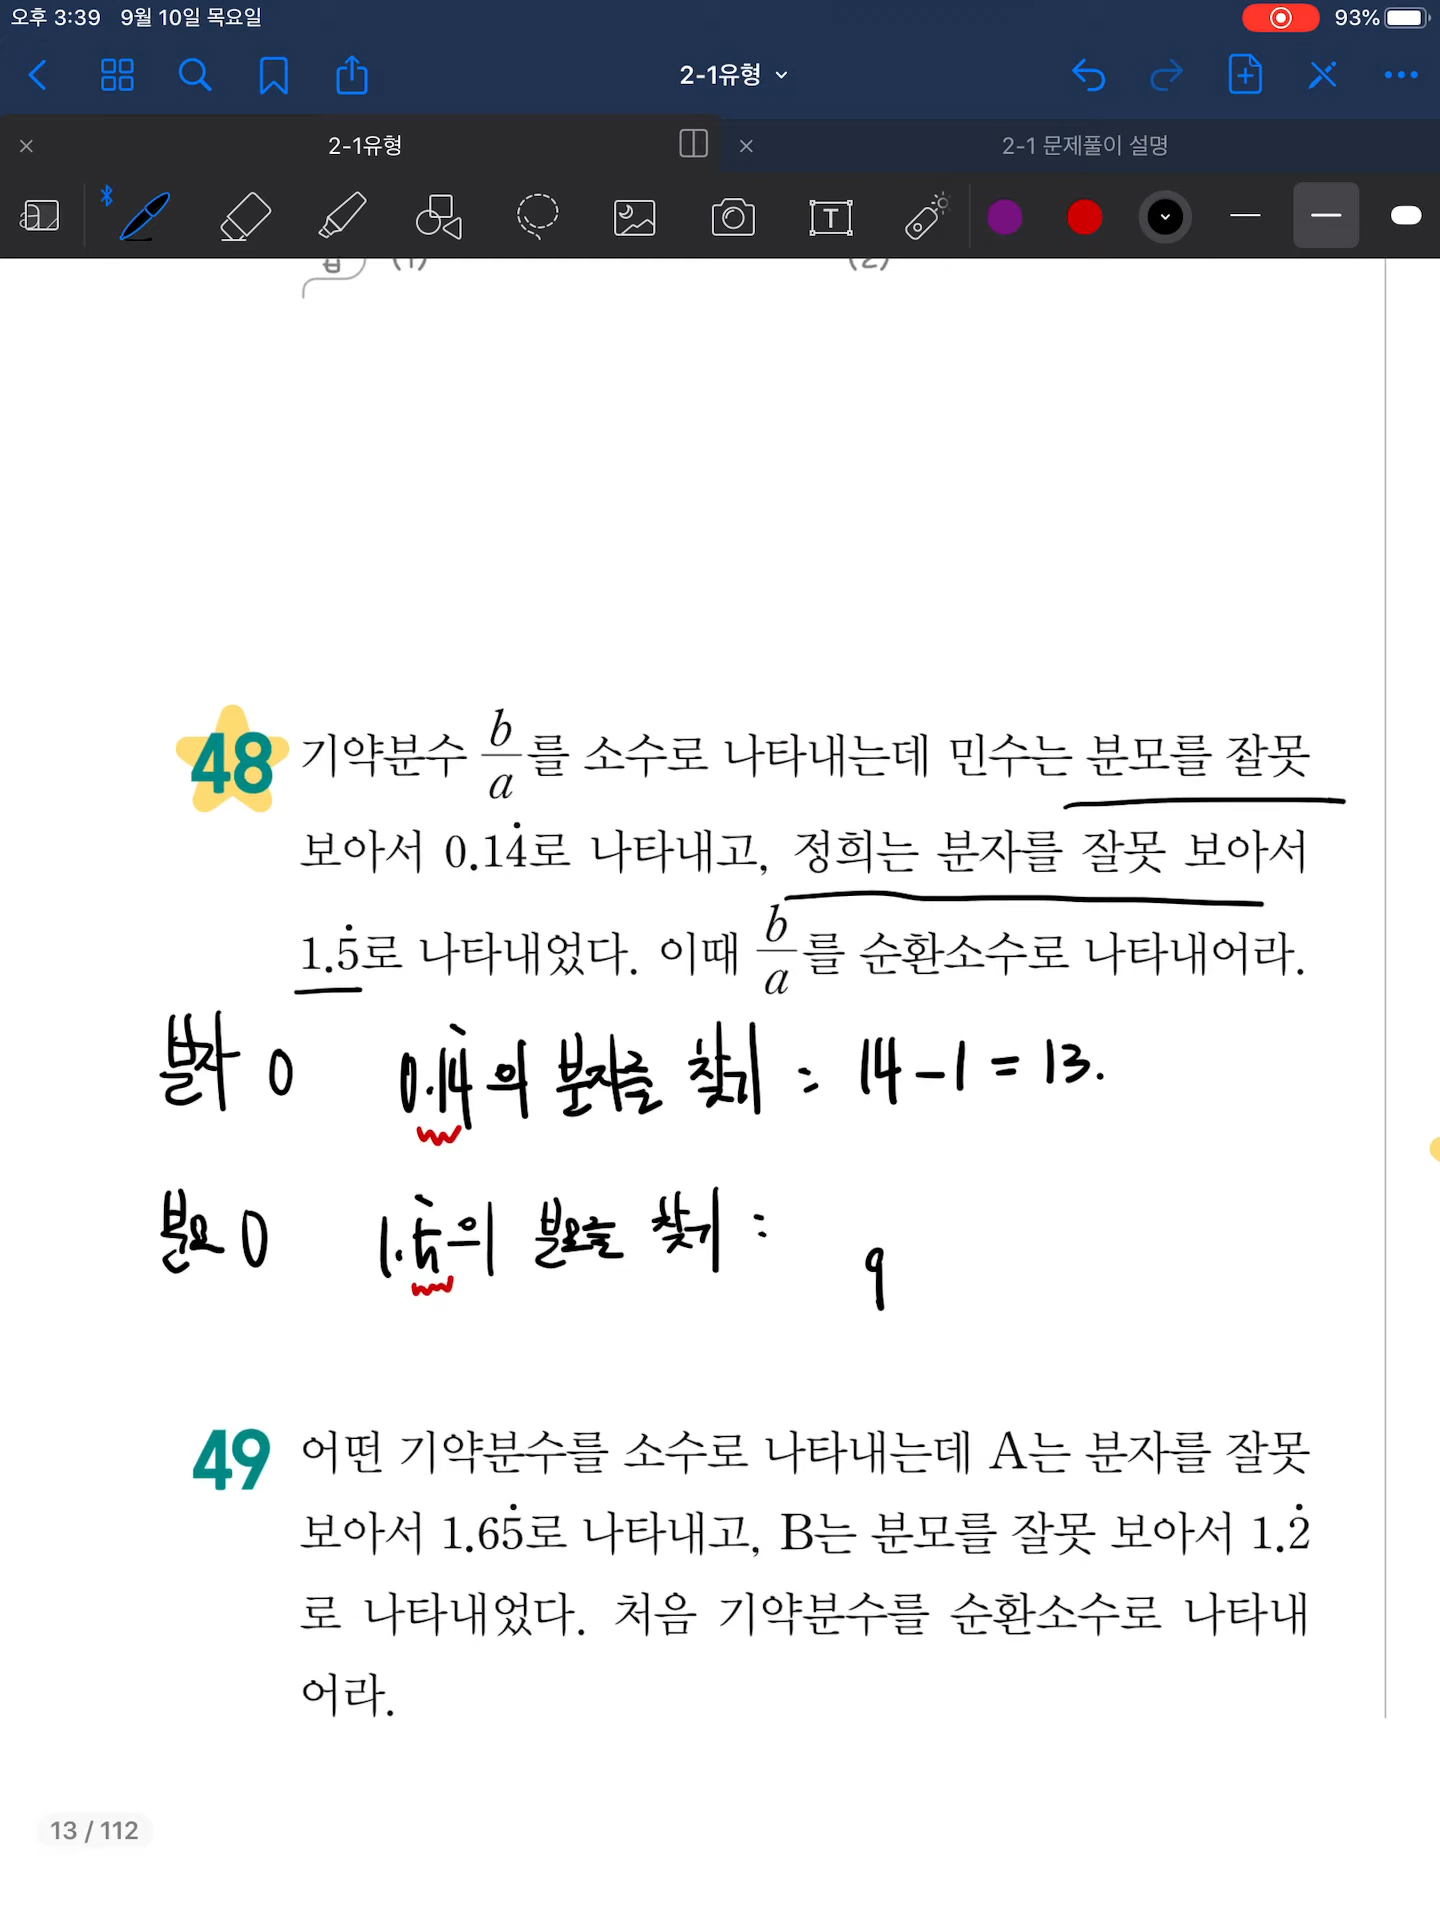 오후 3:39 9월 10일 목요일 93%
2-1유형
2-1유형 2-1 문제풀이 설명
답 (1) (2)
48 기약분수 b/a를 소수로 나타내는데 민수는 분모를 잘못
보아서 0.14̇로 나타내고, 정희는 분자를 잘못 보아서
1.5̇로 나타내었다. 이때 b/a를 순환소수로 나타내어라.
분자 0 0.14̇의 분자를 찾기 : 14-1=13.
분모 0 1.5̇의 분모를 찾기 : 9
49 어떤 기약분수를 소수로 나타내는데 A는 분자를 잘못
보아서 1.65̇로 나타내고, B는 분모를 잘못 보아서 1.2̇
로 나타내었다. 처음 기약분수를 순환소수로 나타내
어라.
13 / 112